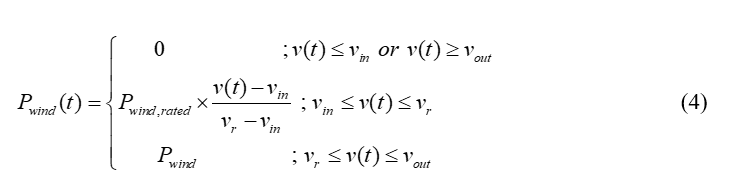 0 ; v(t) ≤ v_in or v(t) ≥ v_out
P_wind(t) = { P_wind,rated × (v(t) − v_in) / (v_r − v_in) ; v_in ≤ v(t) ≤ v_r (4)
P_wind ; v_r ≤ v(t) ≤ v_out